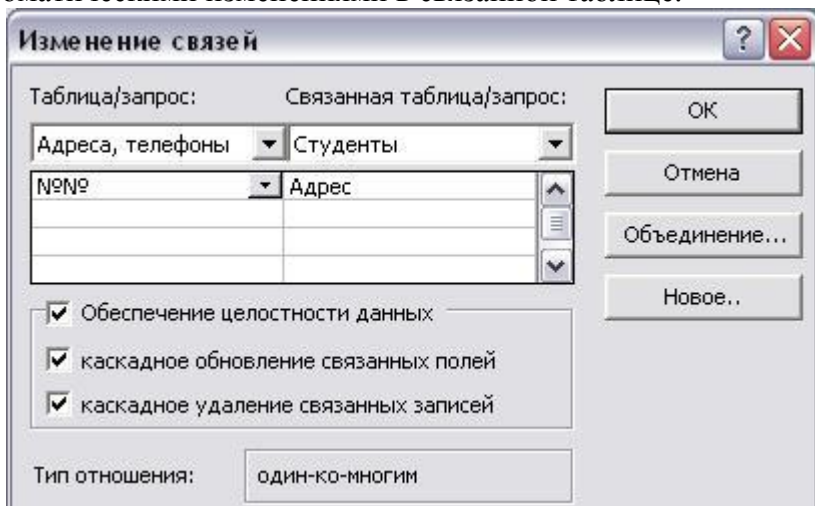 Изменение связей
Таблица/запрос: Связанная таблица/запрос:
Адреса, телефоны Студенты
№№ Адрес
Обеспечение целостности данных
каскадное обновление связанных полей
каскадное удаление связанных записей
Тип отношения: один-ко-многим
ОК
Отмена
Объединение...
Новое..